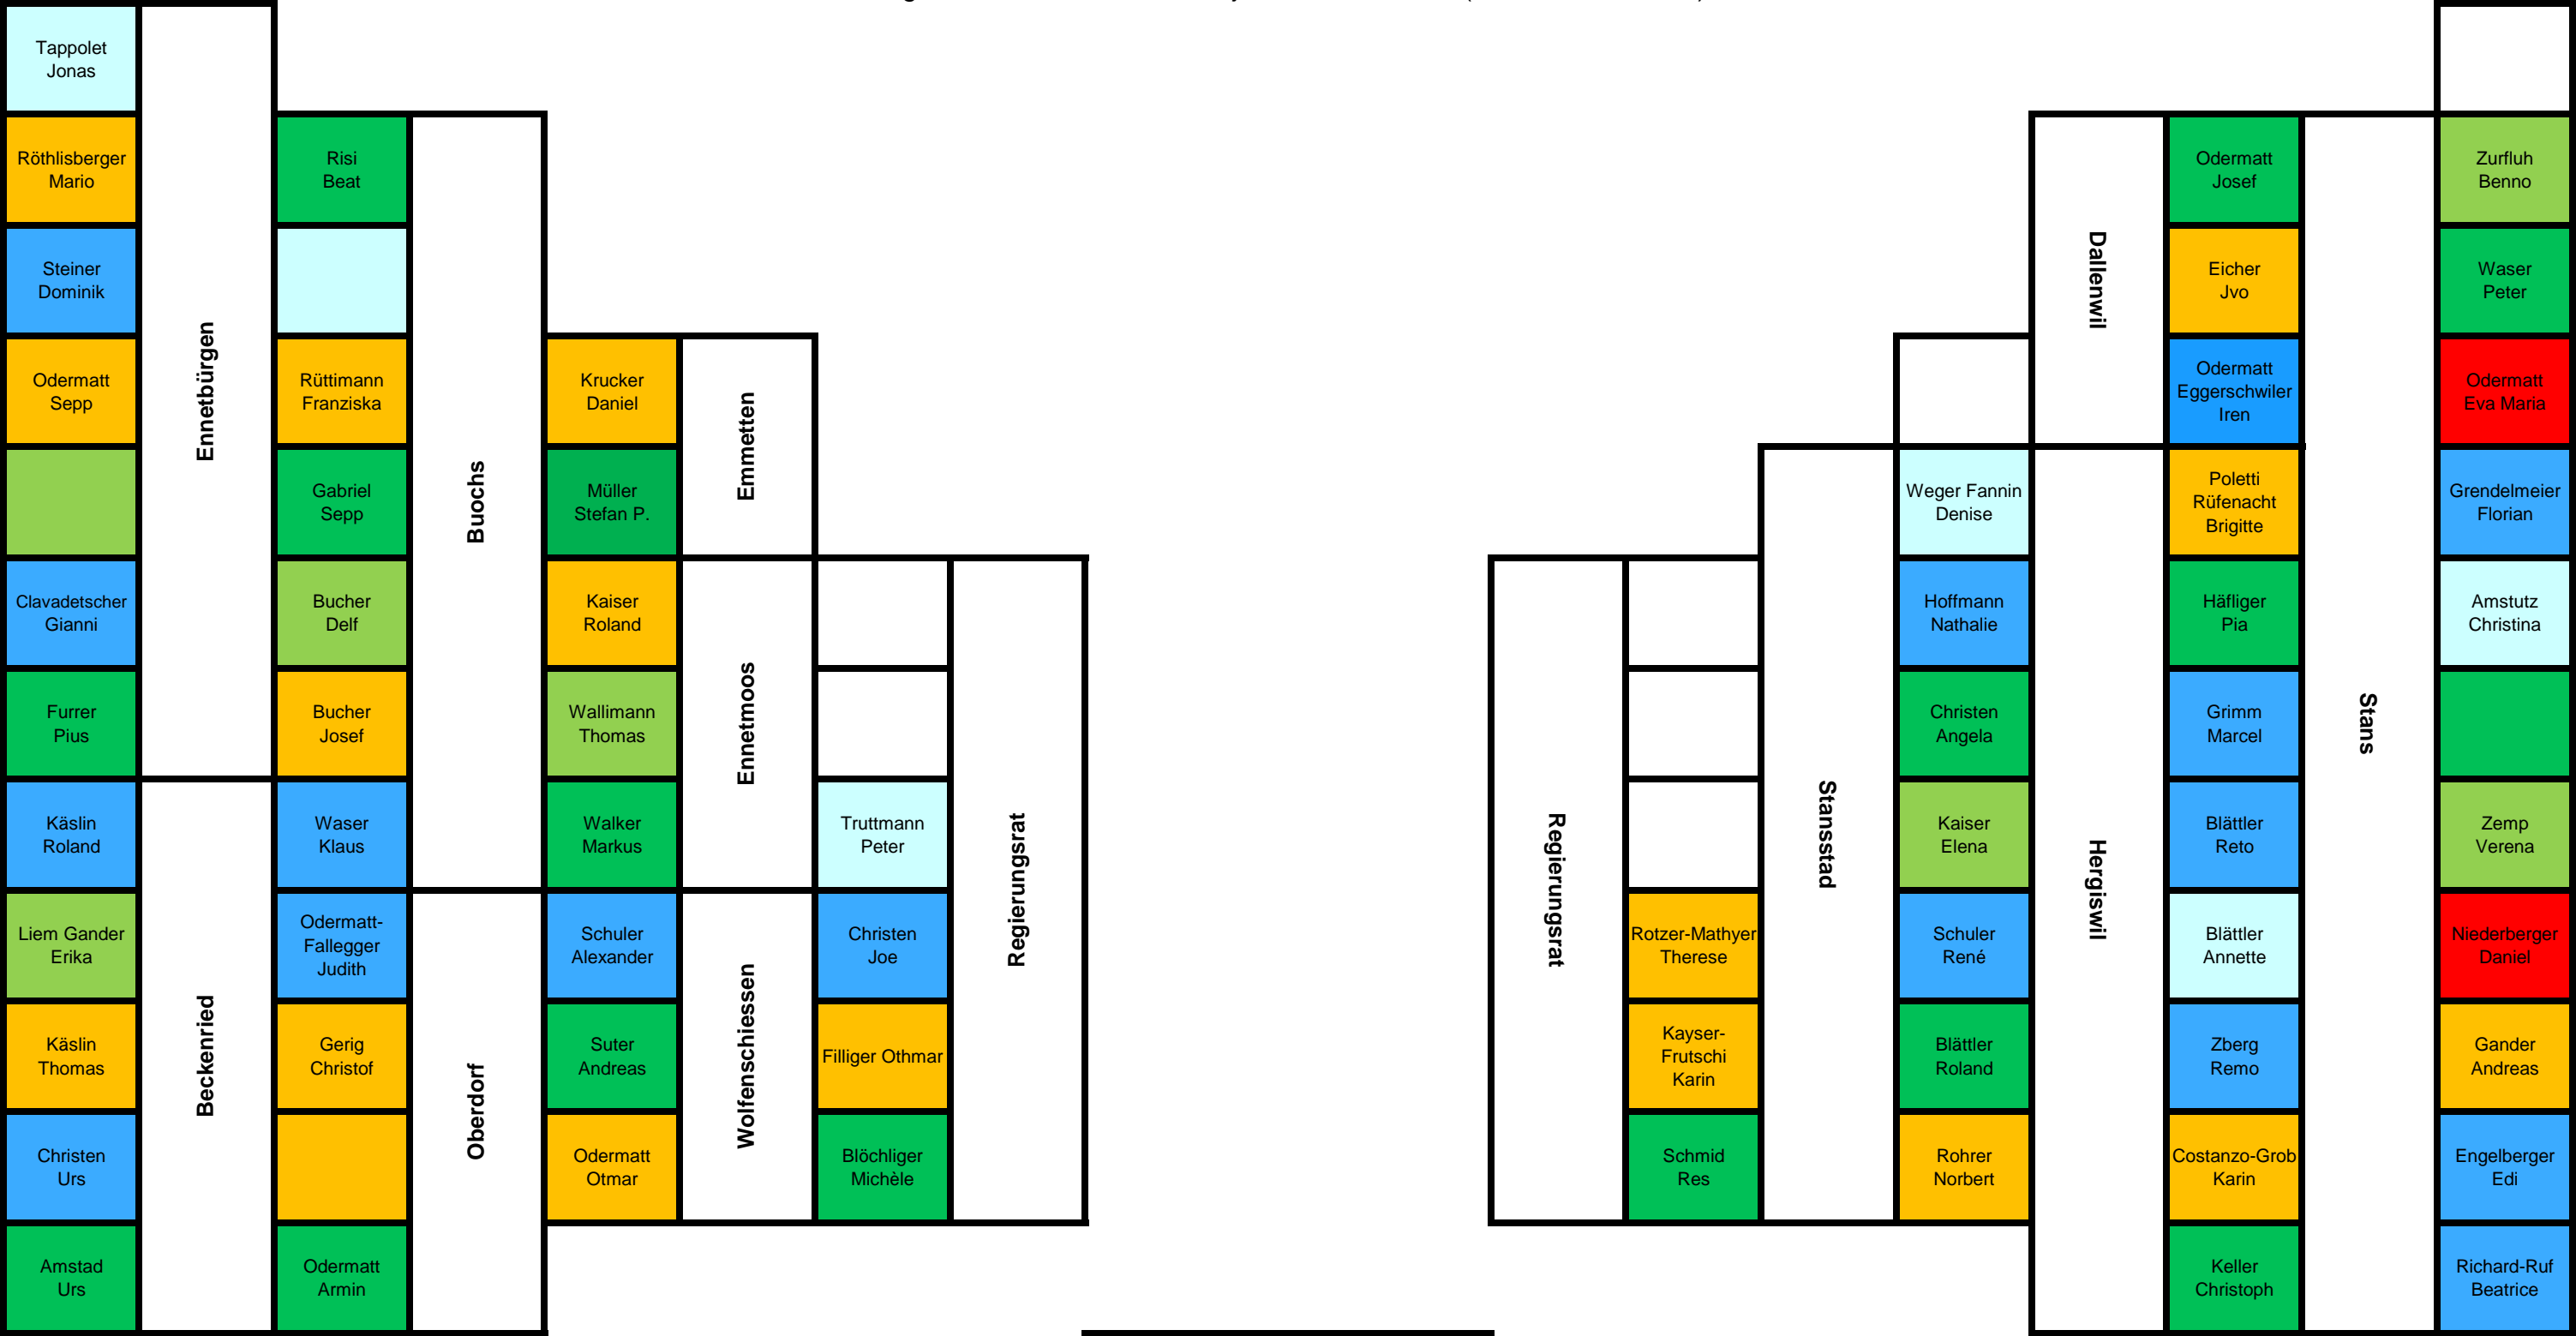 Tappolet
Jonas
Röthlisberger
Mario
Steiner
Dominik
Odermatt
Sepp
Clavadetscher
Gianni
Furrer
Pius
Käslin
Roland
Liem Gander
Erika
Käslin
Thomas
Christen
Urs
Amstad
Urs
Ennetbürgen
Beckenried
Risi
Beat
Rüttimann
Franziska
Gabriel
Sepp
Bucher
Delf
Bucher
Josef
Waser
Klaus
Odermatt-
Fallegger
Judith
Gerig
Christof
Odermatt
Armin
Buochs
Oberdorf
Krucker
Daniel
Müller
Stefan P.
Kaiser
Roland
Wallimann
Thomas
Walker
Markus
Schuler
Alexander
Suter
Andreas
Odermatt
Otmar
Emmetten
Ennetmoos
Wolfenschiessen
Truttmann
Peter
Christen
Joe
Filliger Othmar
Blöchliger
Michèle
Regierungsrat
Regierungsrat
Rotzer-Mathyer
Therese
Kayser-
Frutschi
Karin
Schmid
Res
Stansstad
Weger Fannin
Denise
Hoffmann
Nathalie
Christen
Angela
Kaiser
Elena
Schuler
René
Blättler
Roland
Rohrer
Norbert
Dallenwil
Hergiswil
Odermatt
Josef
Eicher
Jvo
Odermatt
Eggerschwiler
Iren
Poletti
Rüfenacht
Brigitte
Häfliger
Pia
Grimm
Marcel
Blättler
Reto
Blättler
Annette
Zberg
Remo
Costanzo-Grob
Karin
Keller
Christoph
Stans
Zurfluh
Benno
Waser
Peter
Odermatt
Eva Maria
Grendelmeier
Florian
Amstutz
Christina
Zemp
Verena
Niederberger
Daniel
Gander
Andreas
Engelberger
Edi
Richard-Ruf
Beatrice